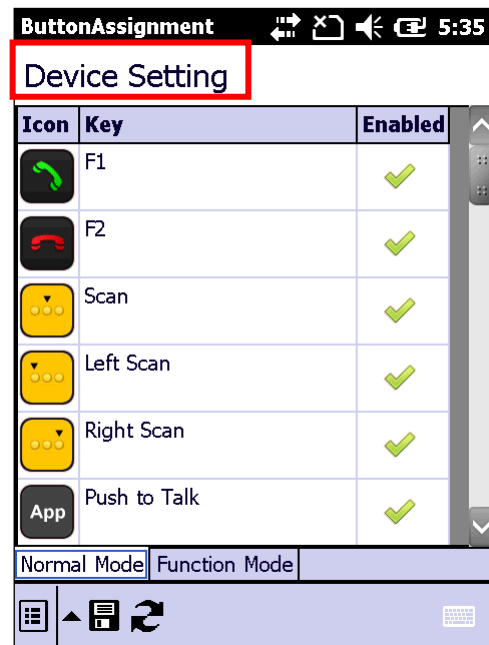 ButtonAssignment 5:35
Device Setting
Icon Key Enabled
F1
F2
Scan
Left Scan
Right Scan
App Push to Talk
Normal Mode Function Mode